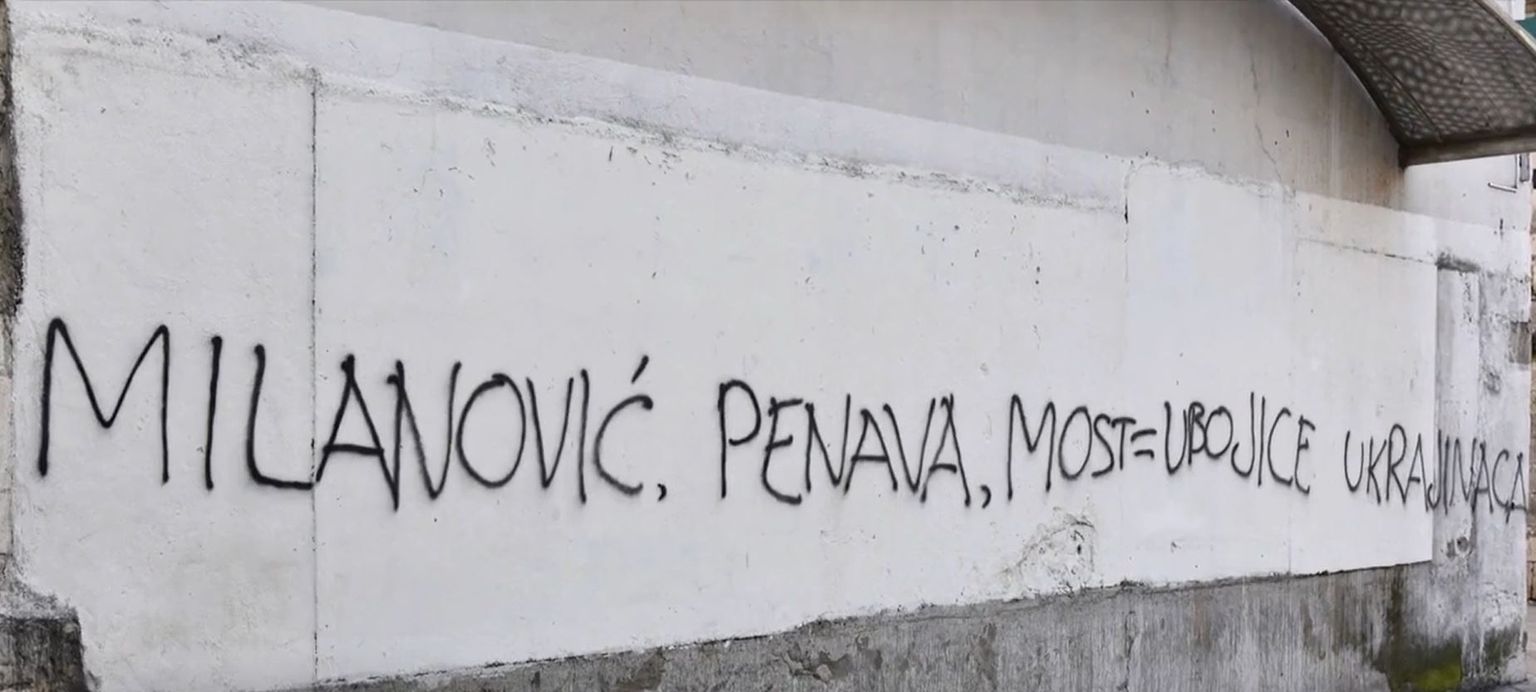 MILANOVIĆ, PENAVA, MOST=UBOJICE UKRAJINACA